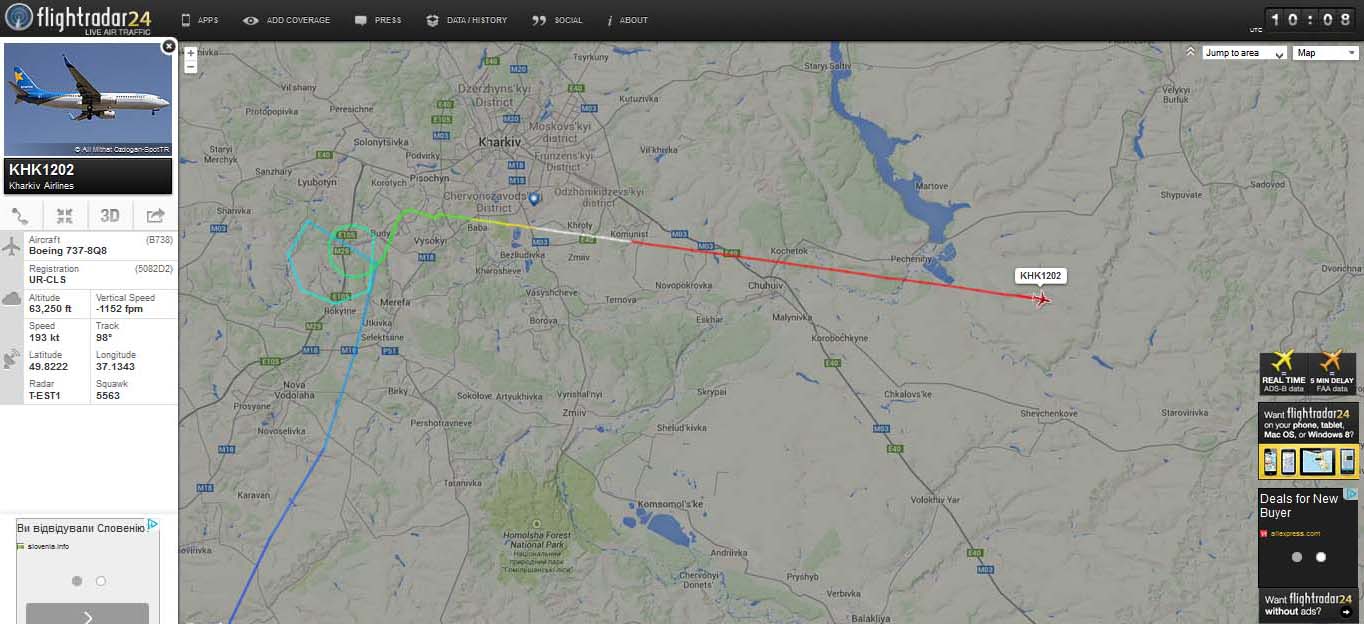 flightradar24
LIVE AIR TRAFFIC
APPS
ADD COVERAGE
PRESS
DATA / HISTORY
SOCIAL
ABOUT
UTC
10:08
© Ali Mithat Ozdogan-SpotTR
KHK1202
Kharkiv Airlines
3D
Aircraft
(B738)
Boeing 737-8Q8
Registration
(5082D2)
UR-CLS
Altitude
Vertical Speed
63,250 ft
-1152 fpm
Speed
Track
193 kt
98°
Latitude
Longitude
49.8222
37.1343
Radar
Squawk
T-EST1
5563
Ви відвідували Словенію
slovenia.info
Jump to area
Map
Tsyrkuny
Starys Saltiv
Velykyi
Burluk
Vil'shany
Dzerzhyns'kyi
District
Kutuzivka
Protopopivka
Peresichne
Moskovs'kyi
district
Kharkiv
Solonytsivka
Frunzens'kyi
District
Vil'khivka
Staryi
Merchyk
Podvirky
Sanzhary
Lyubotyn
Korotych
Pisochyn
Chervonozavods'kyi
District
Odzhonikidzevs'kyi
district
Martove
Shypuvate
Sadovod
Sharivka
Budy
Vysokyi
Baba
Khroly
Komunist
Bezliudivka
Zmiiv
Kochetok
Pechenihy
Khorosheve
Dvorichna
KHK1202
Novopokrovka
Chuhuiv
Vasyshcheve
Ternova
Merefa
Rokytne
Utkivka
Borova
Eskhar
Malynivka
Selektsiine
Korobochkyne
Nova
Vodolaha
Birky
Sokolove
Artyukhivka
Vyrishal'nyi
Skrypai
Chkalovs'ke
Prosyane
Zmiiv
Shevchenkove
Starovirivka
Pershotravneve
Novoselivka
Shelud'kivka
Tatanivka
Karavan
Komsomol's'ke
Volokhiv Yar
Homolsha Forest
National Park
Національний
природний парк
"Гомільшанські ліси"
Andriivka
Chervonyi
Donets'
Pryshyb
Verbivka
Balakliya
E40
M20
E105
M03
M18
M29
P51
REAL TIME
ADS-B data
5 MIN DELAY
FAA data
Want flightradar24
on your phone, tablet,
Mac OS, or Windows 8?
Deals for New
Buyer
aliexpress.com
Want flightradar24
without ads?